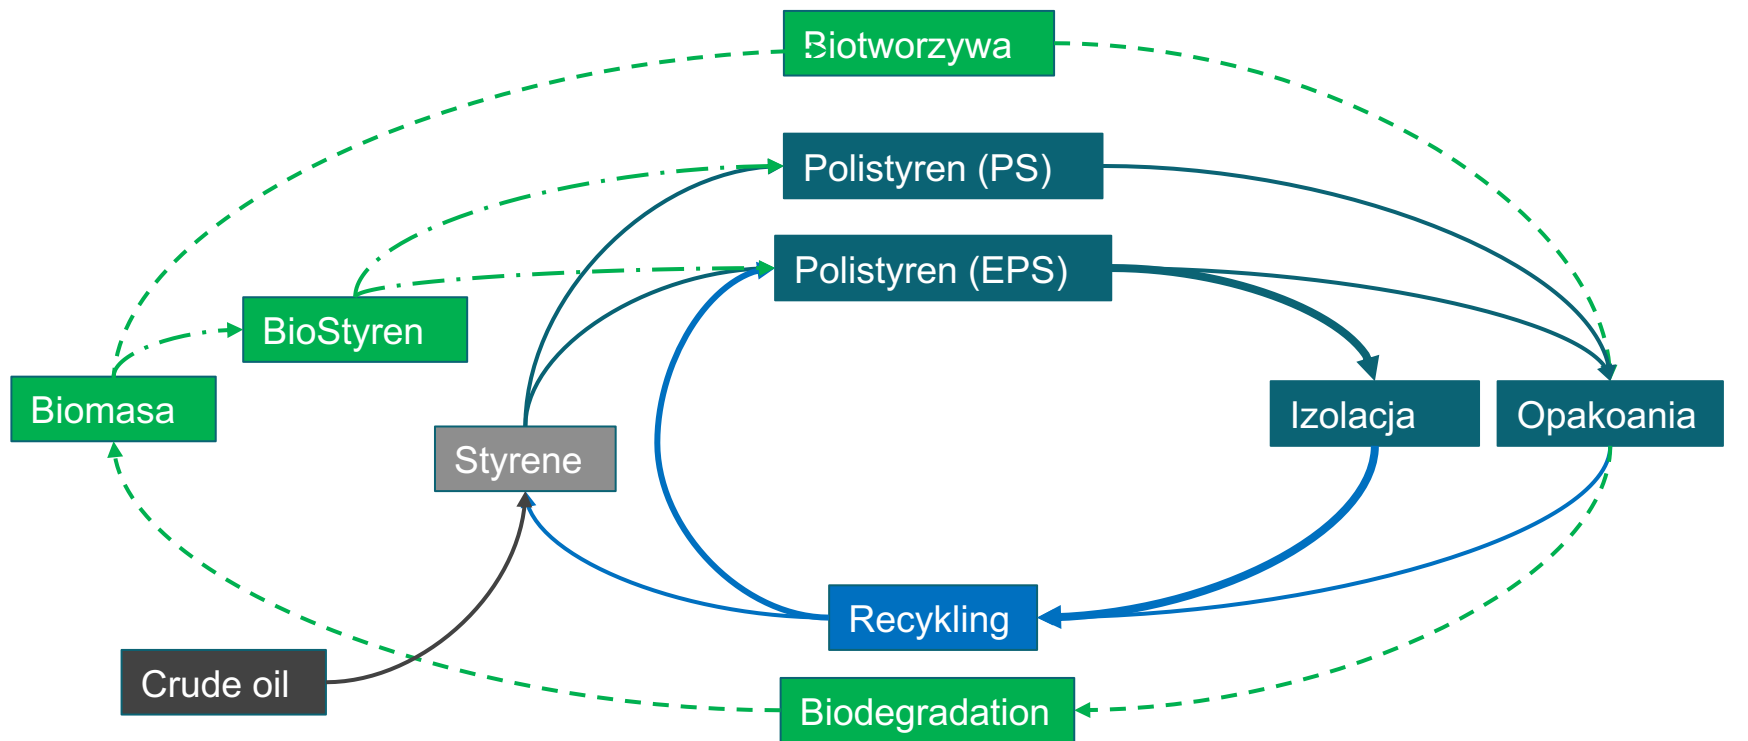 Biotworzywa
Polistyren (PS)
Polistyren (EPS)
BioStyren
Biomasa
Izolacja
Opakoania
Styrene
Recykling
Crude oil
Biodegradation